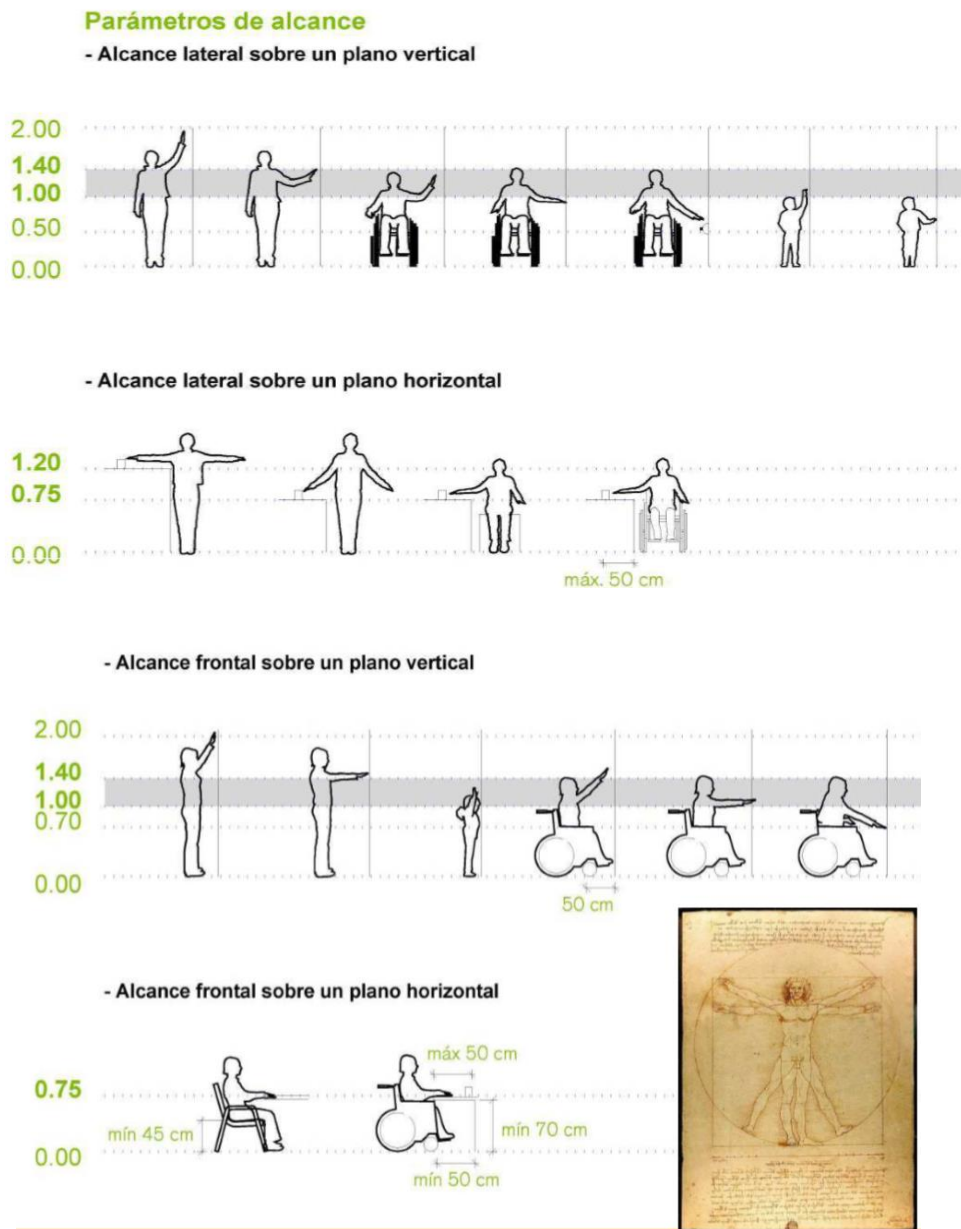 Parámetros de alcance
- Alcance lateral sobre un plano vertical
2.00
1.40
1.00
0.50
0.00
- Alcance lateral sobre un plano horizontal
1.20
0.75
0.00
máx. 50 cm
- Alcance frontal sobre un plano vertical
2.00
1.40
1.00
0.70
0.00
50 cm
- Alcance frontal sobre un plano horizontal
máx 50 cm
0.75
mín 45 cm
mín 70 cm
0.00
mín 50 cm